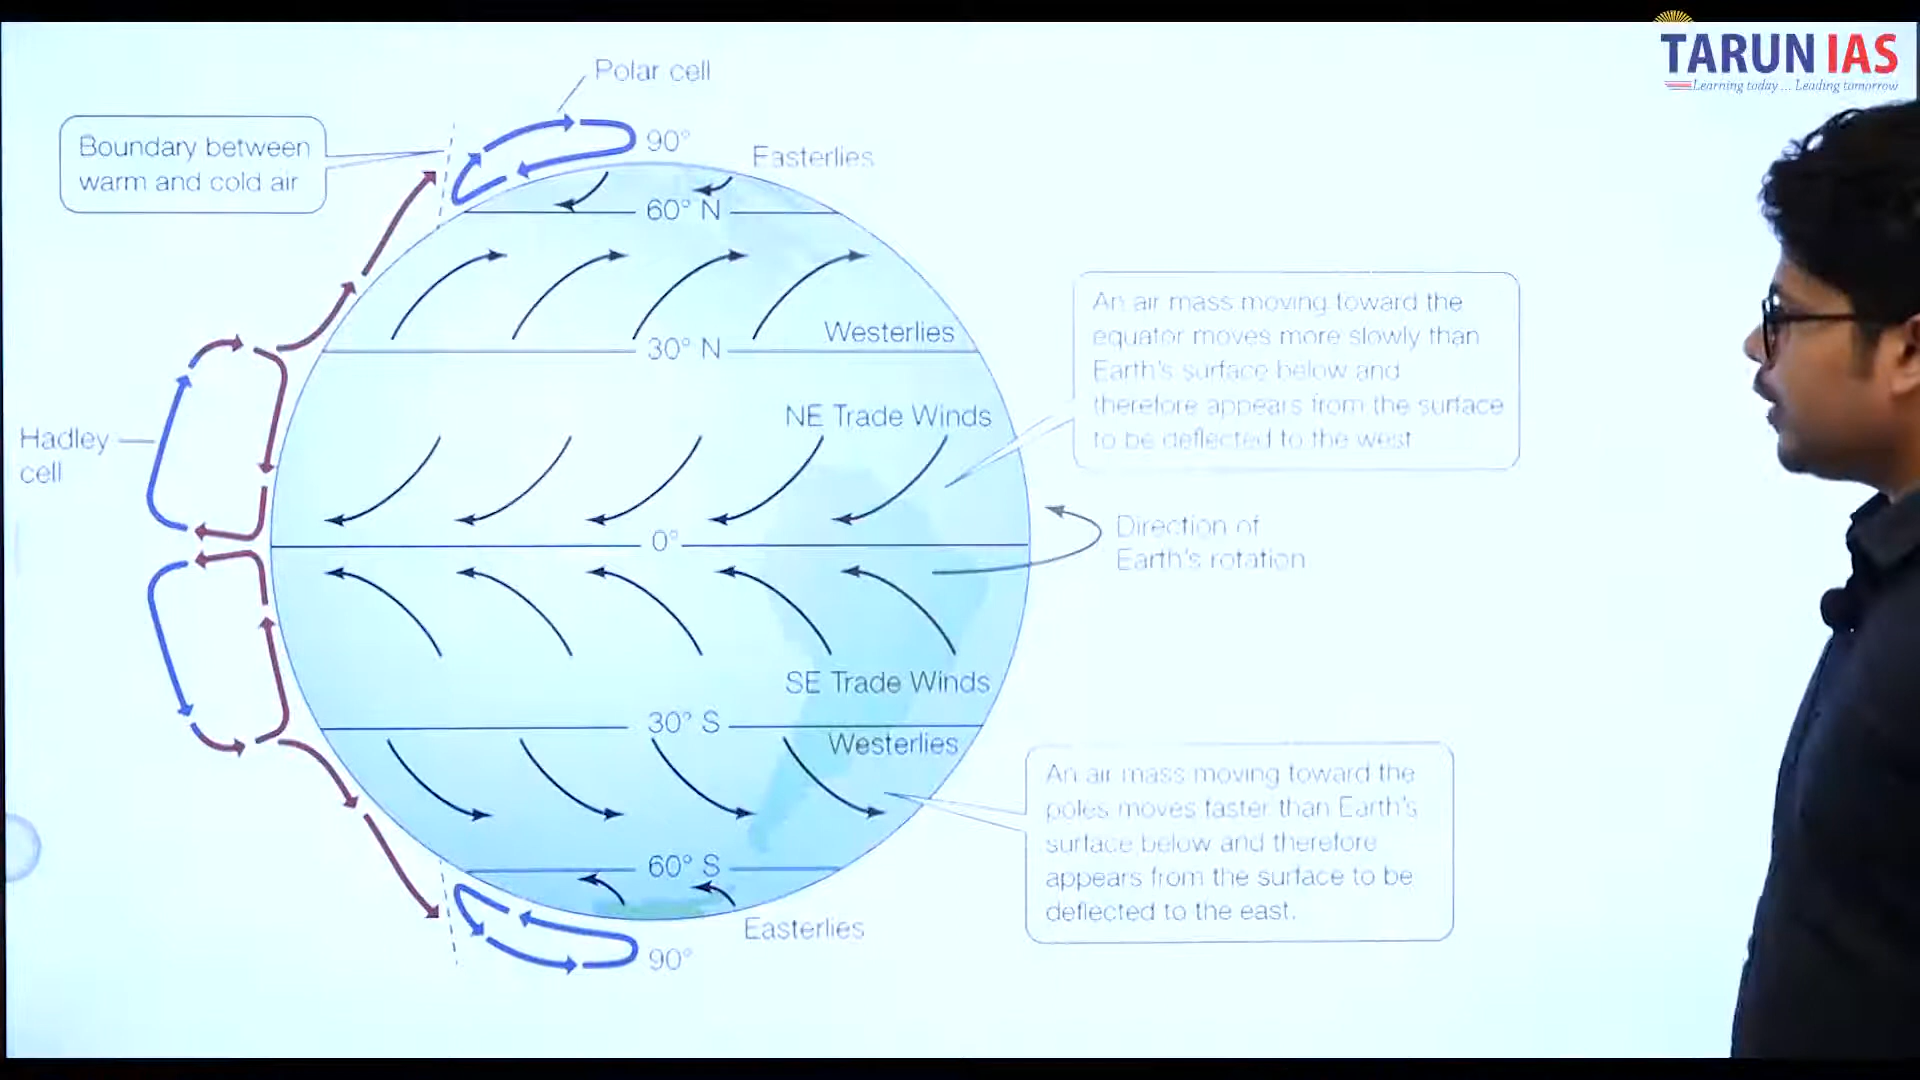 TARUN IAS
Learning today ... Leading tomorrow
Polar cell
Boundary between
warm and cold air
90°
Easterlies
60° N
Westerlies
30° N
An air mass moving toward the
equator moves more slowly than
Earth's surface below and
therefore appears from the surface
to be deflected to the west
NE Trade Winds
Hadley
cell
0°
Direction of
Earth's rotation
SE Trade Winds
30° S
Westerlies
An air mass moving toward the
poles moves faster than Earth's
surface below and therefore
appears from the surface to be
deflected to the east.
60° S
Easterlies
90°